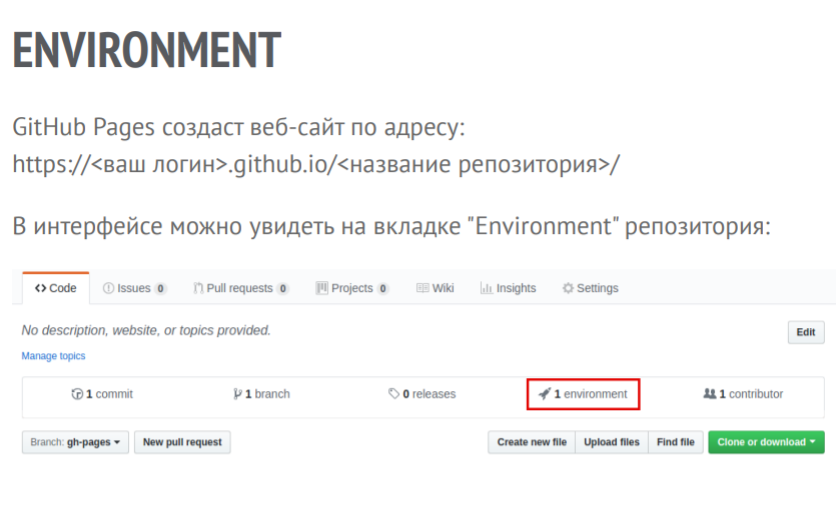 ENVIRONMENT
GitHub Pages создаст веб-сайт по адресу:
https://<ваш логин>.github.io/<название репозитория>/
В интерфейсе можно увидеть на вкладке "Environment" репозитория:
Code Issues 0 Pull requests 0 Projects 0 Wiki Insights Settings
No description, website, or topics provided. Edit
Manage topics
1 commit 1 branch 0 releases 1 environment 1 contributor
Branch: gh-pages New pull request Create new file Upload files Find file Clone or download